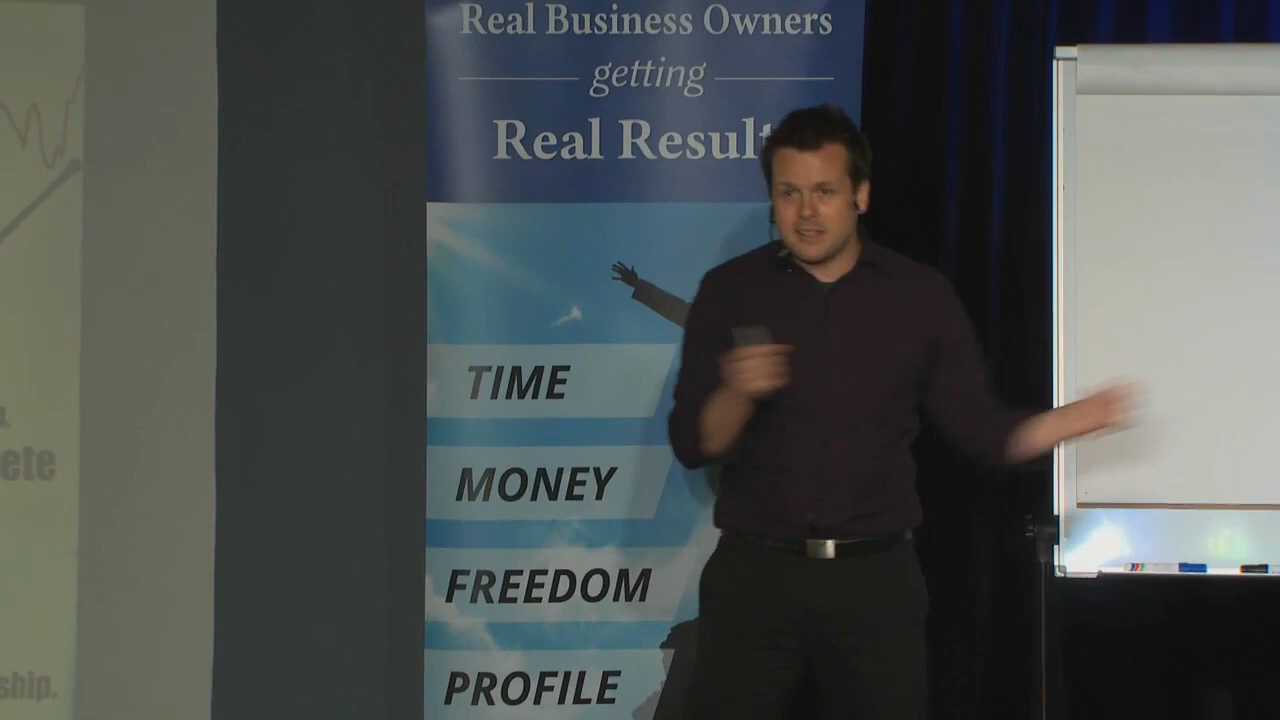 Real Business Owners
getting
Real Result
TIME
MONEY
FREEDOM
PROFILE
ete
ship.